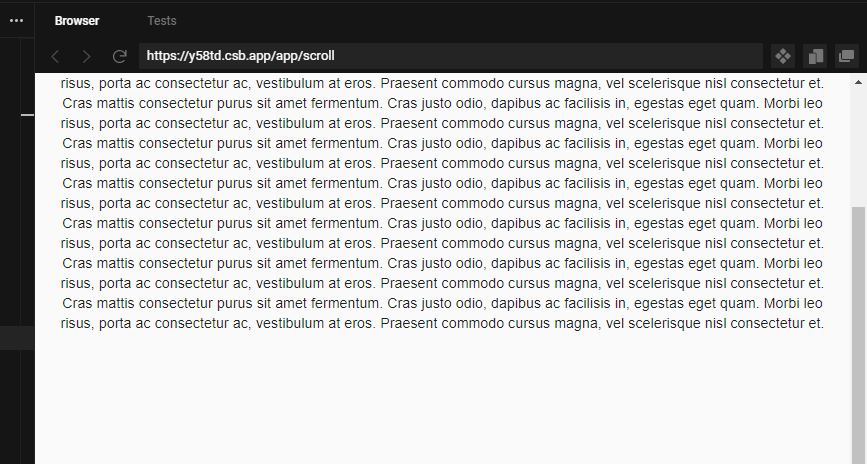 Browser
Tests
https://y58td.csb.app/app/scroll
risus, porta ac consectetur ac, vestibulum at eros. Praesent commodo cursus magna, vel scelerisque nisl consectetur et.
Cras mattis consectetur purus sit amet fermentum. Cras justo odio, dapibus ac facilisis in, egestas eget quam. Morbi leo
risus, porta ac consectetur ac, vestibulum at eros. Praesent commodo cursus magna, vel scelerisque nisl consectetur et.
Cras mattis consectetur purus sit amet fermentum. Cras justo odio, dapibus ac facilisis in, egestas eget quam. Morbi leo
risus, porta ac consectetur ac, vestibulum at eros. Praesent commodo cursus magna, vel scelerisque nisl consectetur et.
Cras mattis consectetur purus sit amet fermentum. Cras justo odio, dapibus ac facilisis in, egestas eget quam. Morbi leo
risus, porta ac consectetur ac, vestibulum at eros. Praesent commodo cursus magna, vel scelerisque nisl consectetur et.
Cras mattis consectetur purus sit amet fermentum. Cras justo odio, dapibus ac facilisis in, egestas eget quam. Morbi leo
risus, porta ac consectetur ac, vestibulum at eros. Praesent commodo cursus magna, vel scelerisque nisl consectetur et.
Cras mattis consectetur purus sit amet fermentum. Cras justo odio, dapibus ac facilisis in, egestas eget quam. Morbi leo
risus, porta ac consectetur ac, vestibulum at eros. Praesent commodo cursus magna, vel scelerisque nisl consectetur et.
Cras mattis consectetur purus sit amet fermentum. Cras justo odio, dapibus ac facilisis in, egestas eget quam. Morbi leo
risus, porta ac consectetur ac, vestibulum at eros. Praesent commodo cursus magna, vel scelerisque nisl consectetur et.